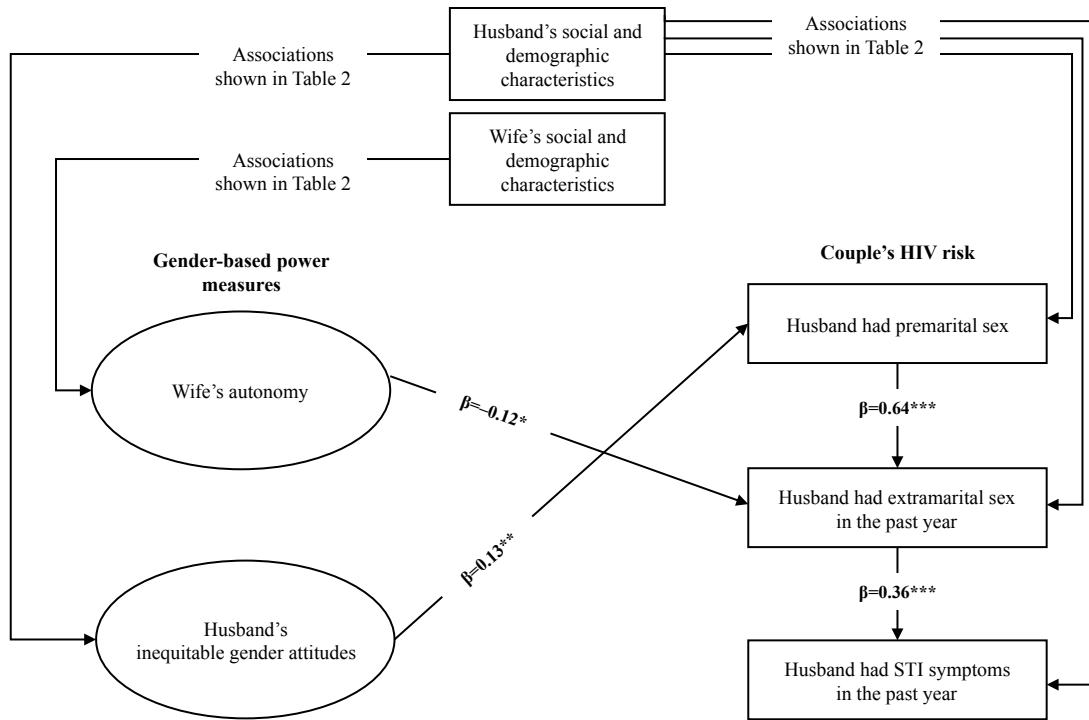 Associations
shown in Table 2
Husband’s social and
demographic
characteristics
Associations
shown in Table 2
Associations
shown in Table 2
Wife’s social and
demographic
characteristics
Gender-based power
measures
Couple’s HIV risk
Husband had premarital sex
Wife’s autonomy
β=–0.12*
β=0.64***
Husband had extramarital sex
in the past year
β=0.13**
β=0.36***
Husband’s
inequitable gender attitudes
Husband had STI symptoms
in the past year